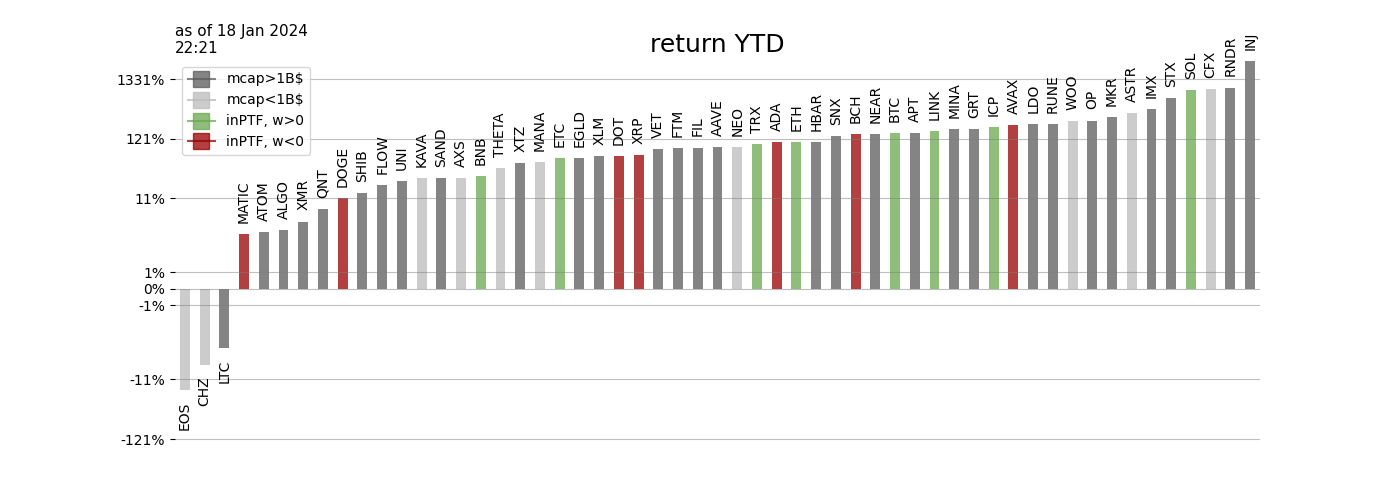 as of 18 Jan 2024
22:21
return YTD
mcap>1B$
mcap<1B$
inPTF, w>0
inPTF, w<0
1331%
121%
11%
1%
0%
-1%
-11%
-121%
EOS
CHZ
LTC
MATIC
ATOM
ALGO
XMR
QNT
DOGE
SHIB
FLOW
UNI
KAVA
SAND
AXS
BNB
THETA
XTZ
MANA
ETC
EGLD
XLM
DOT
XRP
VET
FTM
FIL
AAVE
NEO
TRX
ADA
ETH
HBAR
SNX
BCH
NEAR
BTC
APT
LINK
MINA
GRT
ICP
AVAX
LDO
RUNE
WOO
OP
MKR
ASTR
IMX
STX
SOL
CFX
RNDR
INJ